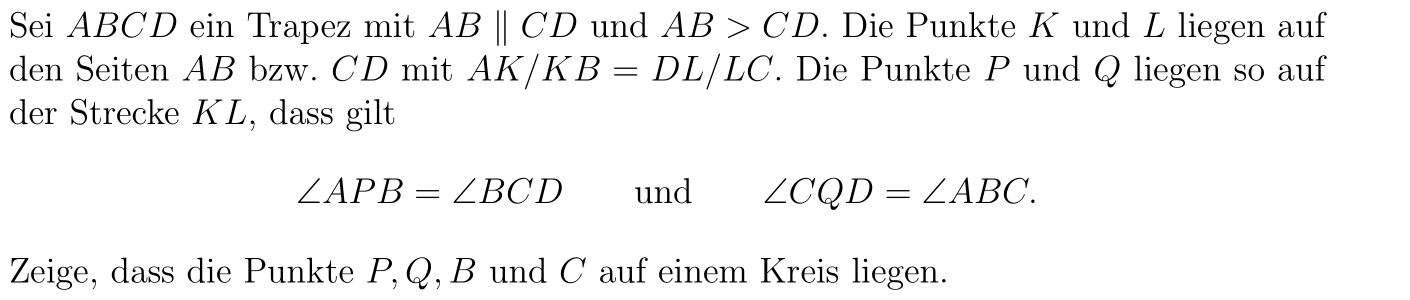 Sei ABCD ein Trapez mit AB ∥ CD und AB > CD. Die Punkte K und L liegen auf
den Seiten AB bzw. CD mit AK/KB = DL/LC. Die Punkte P und Q liegen so auf
der Strecke KL, dass gilt
∠APB = ∠BCD und ∠CQD = ∠ABC.
Zeige, dass die Punkte P, Q, B und C auf einem Kreis liegen.